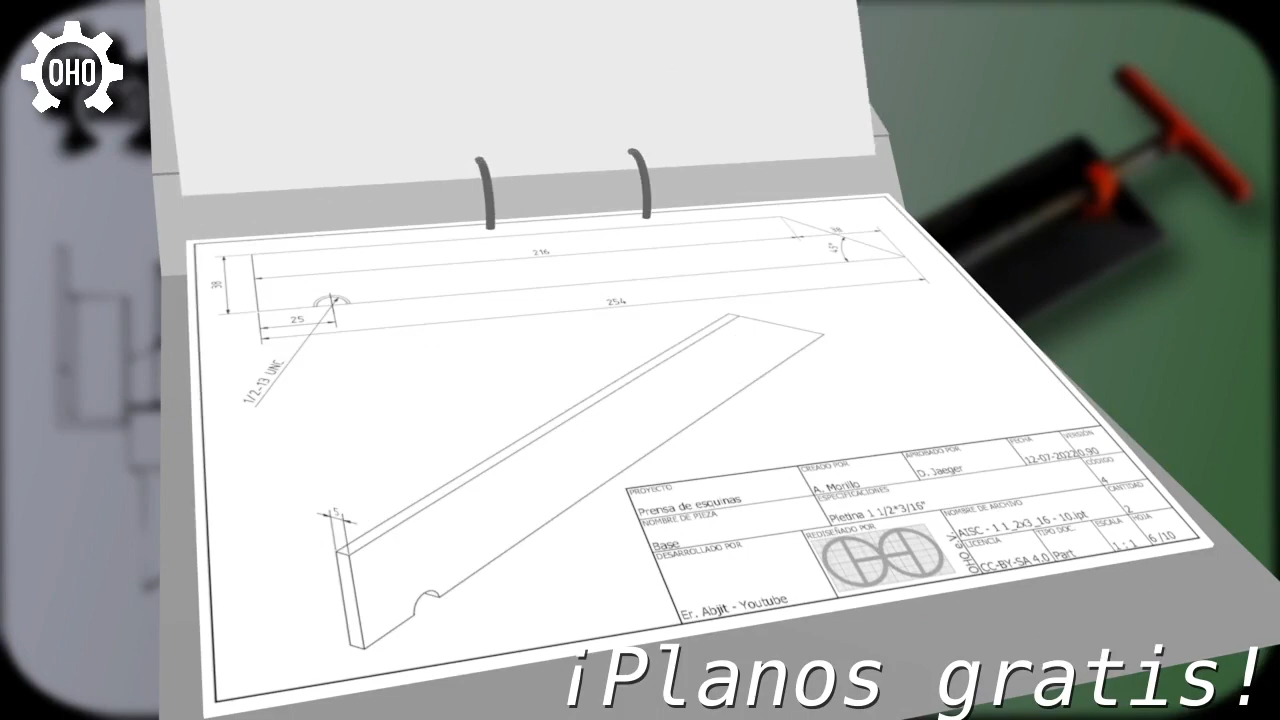 OHO
216
38
45°
38
254
25
1/2-13 UNC
5
PROYECTO
Prensa de esquinas
CREADO POR
A. Morillo
APROBADO POR
D. Jaeger
FECHA
12-07-2022
VERSIÓN
0.90
NOMBRE DE PIEZA
Base
ESPECIFICACIONES
Pletina 1 1/2*3/16"
CÓDIGO
4
DESARROLLADO POR
Er. Abjit - Youtube
REDISEÑADO POR
OHO e.V.
NOMBRE DE ARCHIVO
AISC - 1 1_2x3_16 - 10.ipt
CANTIDAD
2
LICENCIA
CC-BY-SA 4.0
TIPO DOC
Part
ESCALA
1 : 1
HOJA
6 /10
¡Planos gratis!